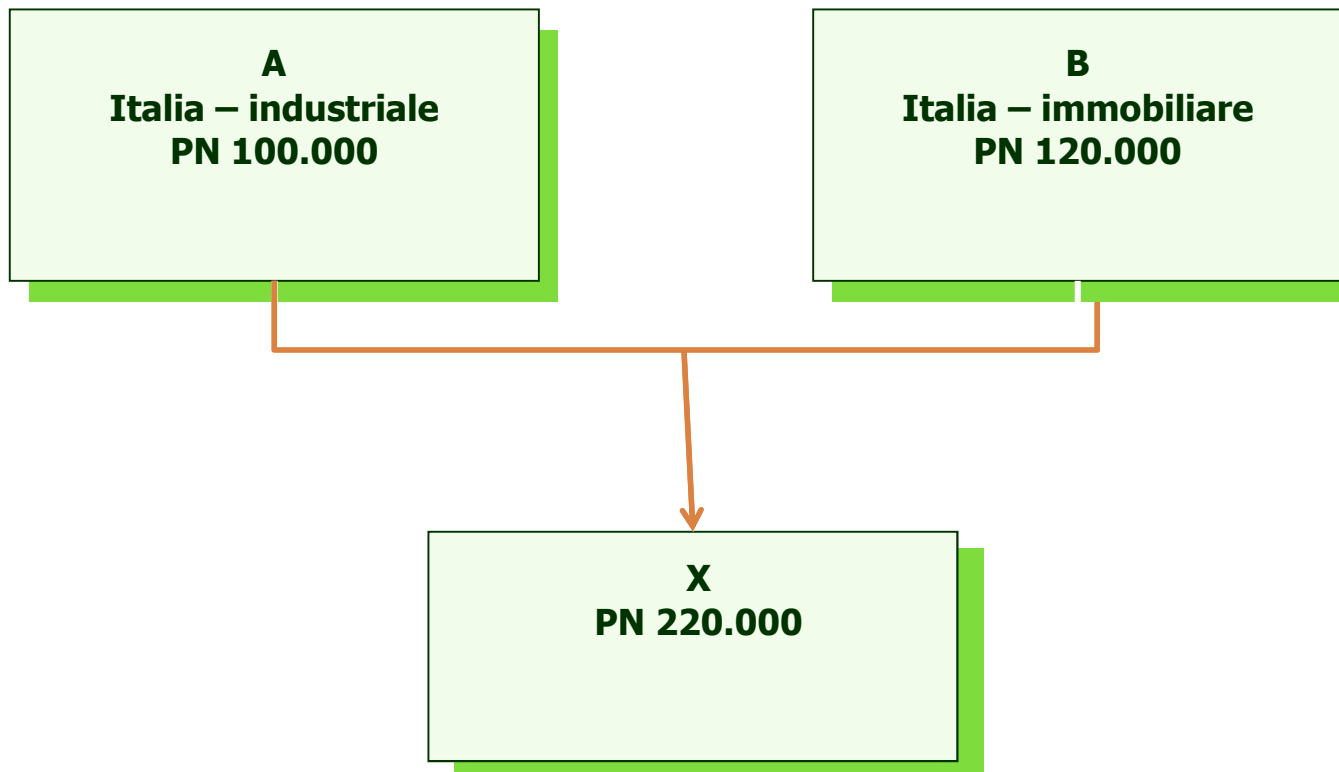 A
Italia – industriale
PN 100.000
B
Italia – immobiliare
PN 120.000
X
PN 220.000